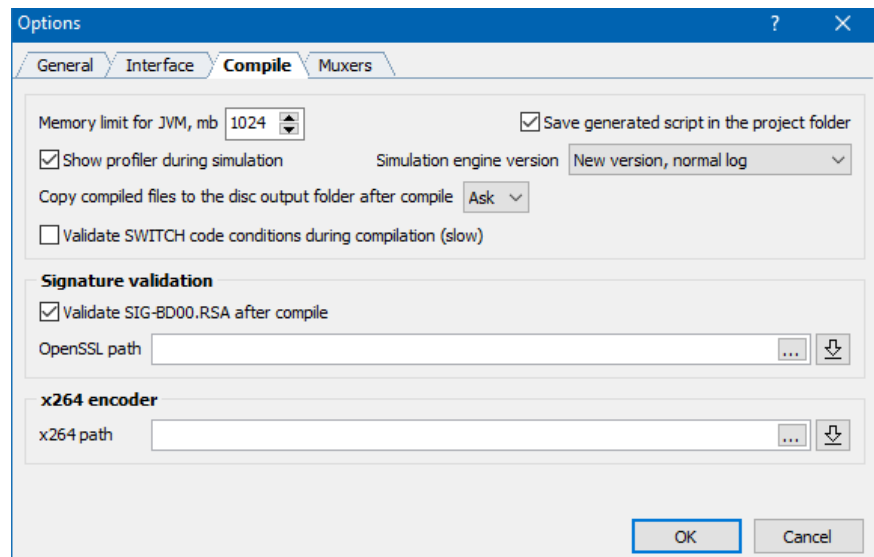 Options
General Interface Compile Muxers
Memory limit for JVM, mb 1024 Save generated script in the project folder
Show profiler during simulation Simulation engine version New version, normal log
Copy compiled files to the disc output folder after compile Ask
Validate SWITCH code conditions during compilation (slow)
Signature validation
Validate SIG-BD00.RSA after compile
OpenSSL path ...
x264 encoder
x264 path ...
OK Cancel